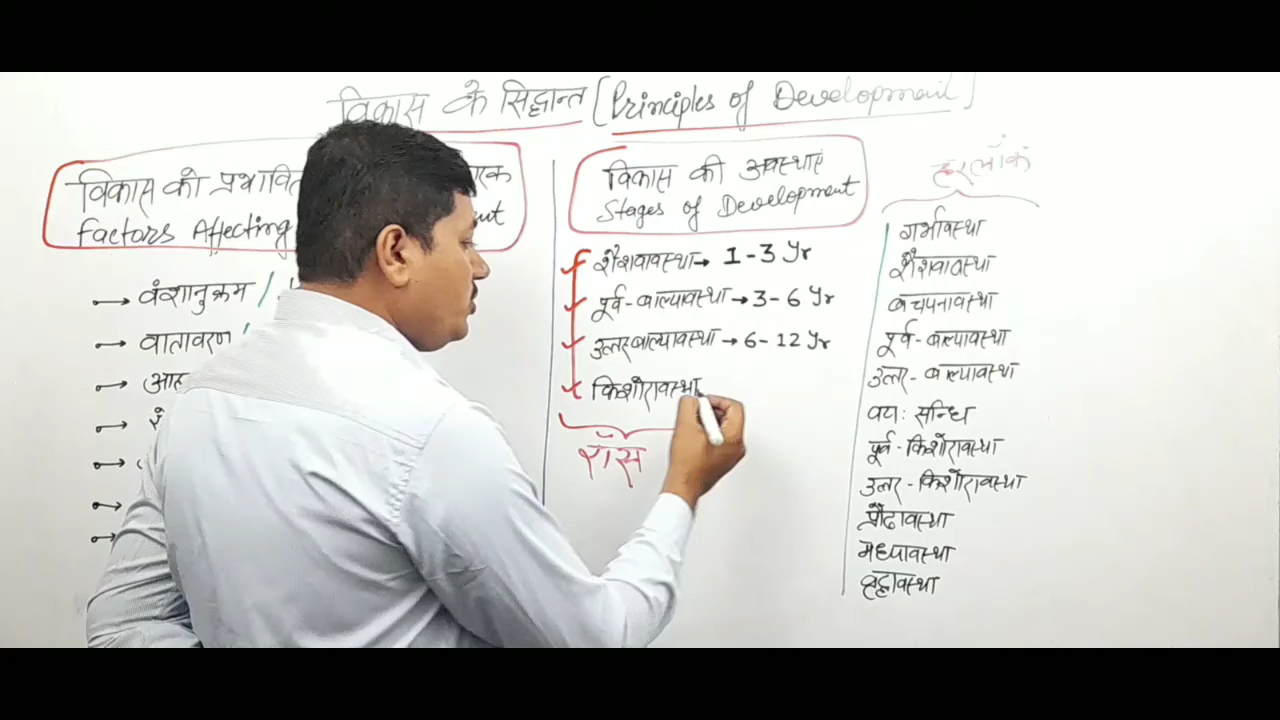 विकास के सिद्धान्त [Principles of Development]
विकास को प्रभावित
Factors Affecting
वंशानुक्रम /
वातावरण /
विकास की अवस्थाएं
Stages of Development
शैशवावस्था → 1-3 Yr
पूर्व-बाल्यावस्था → 3-6 Yr
उत्तरबाल्यावस्था → 6-12 Yr
किशोरावस्था
रॉस
हरलॉक
गर्भावस्था
शैशवावस्था
बचपनावस्था
पूर्व-बाल्यावस्था
उत्तर-बाल्यावस्था
वयः सन्धि
पूर्व-किशोरावस्था
उत्तर-किशोरावस्था
प्रौढावस्था
मध्यावस्था
वृद्धावस्था